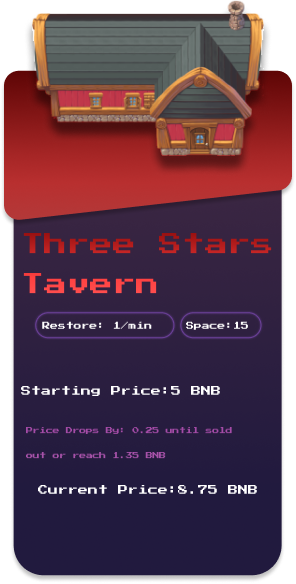 Three Stars
Tavern
Restore: 1/min
Space:15
Starting Price:5 BNB
Price Drops By: 0.25 until sold
out or reach 1.35 BNB
Current Price:8.75 BNB